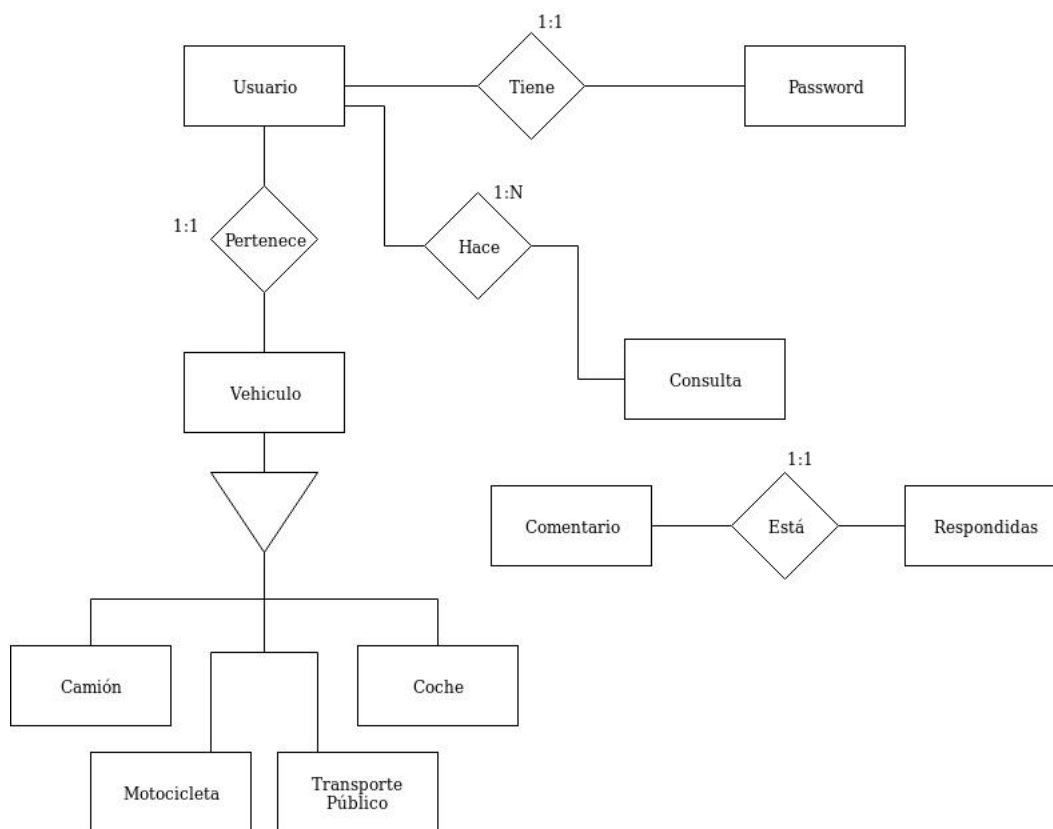 1:1
Usuario
Tiene
Password
1:N
1:1
Pertenece
Hace
Consulta
Vehiculo
1:1
Comentario
Está
Respondidas
Camión
Coche
Motocicleta
Transporte
Público